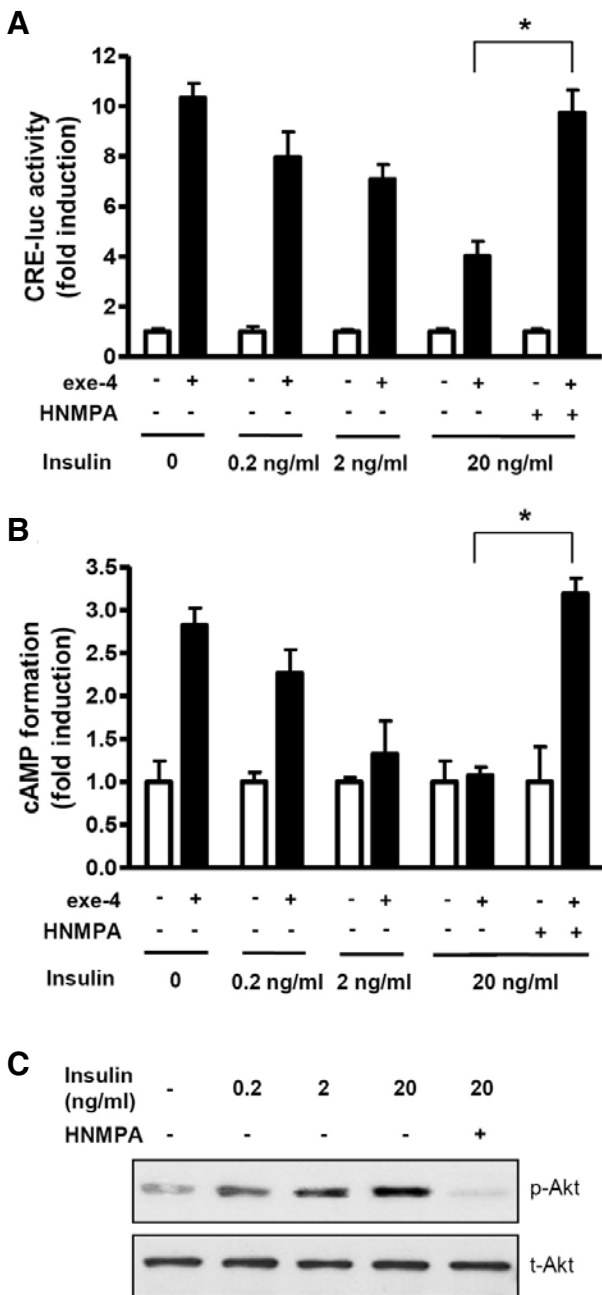 A
*
CRE-luc activity
(fold induction)
12
10
8
6
4
2
0
exe-4 - + - + - + - + - +
HNMPA - - - - - - - - + +
Insulin 0 0.2 ng/ml 2 ng/ml 20 ng/ml
B
*
cAMP formation
(fold induction)
3.5
3.0
2.5
2.0
1.5
1.0
0.5
0.0
exe-4 - + - + - + - + - +
HNMPA - - - - - - - - + +
Insulin 0 0.2 ng/ml 2 ng/ml 20 ng/ml
C
Insulin
(ng/ml) - 0.2 2 20 20
HNMPA - - - - +
p-Akt
t-Akt